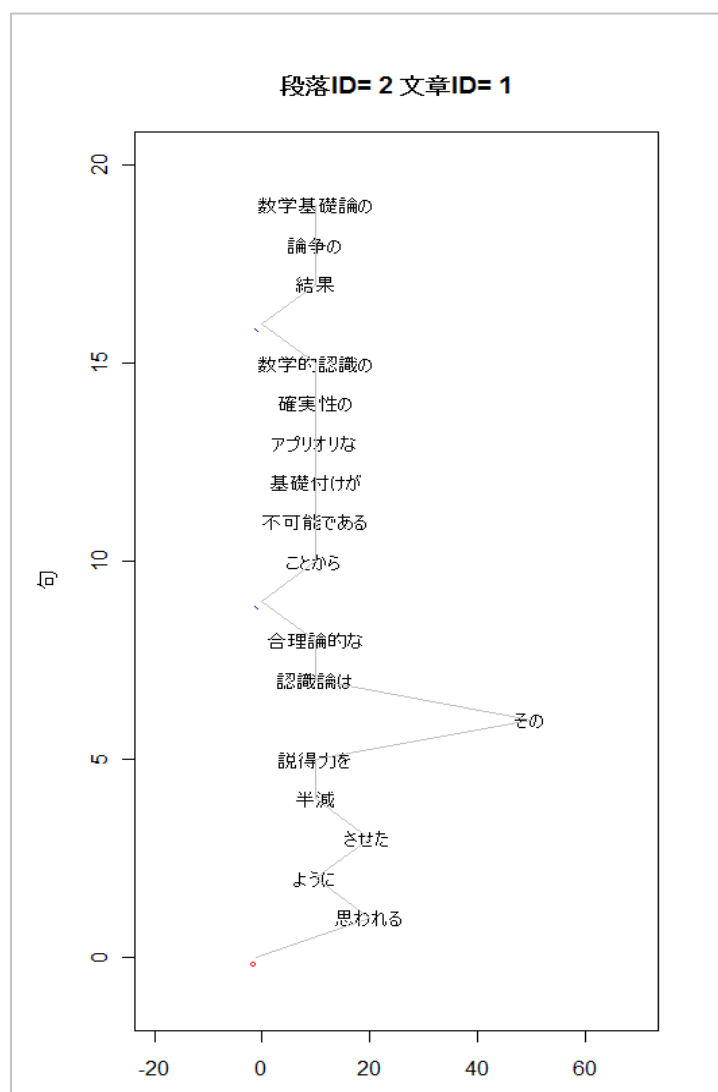 段落ID= 2 文章ID= 1
20
数学基礎論の
論争の
結果
、
15
数学的認識の
確実性の
アプリオリな
基礎付けが
不可能である
ことから
10
句
、
合理論的な
認識論は
その
5
説得力を
半減
させた
ように
思われる
0
。
-20 0 20 40 60